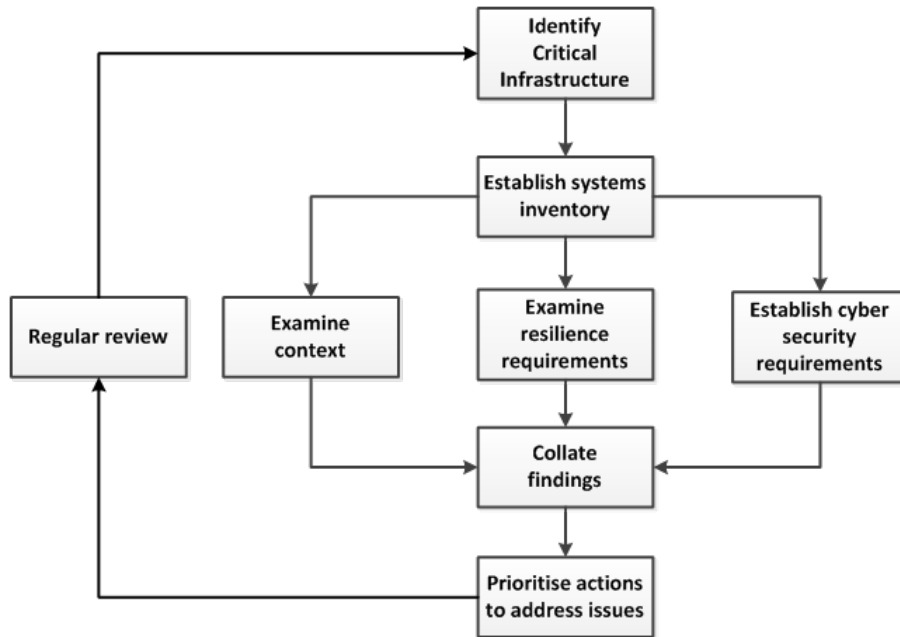 Identify
Critical
Infrastructure
Establish systems
inventory
Regular review
Examine
context
Examine
resilience
requirements
Establish cyber
security
requirements
Collate
findings
Prioritise actions
to address issues